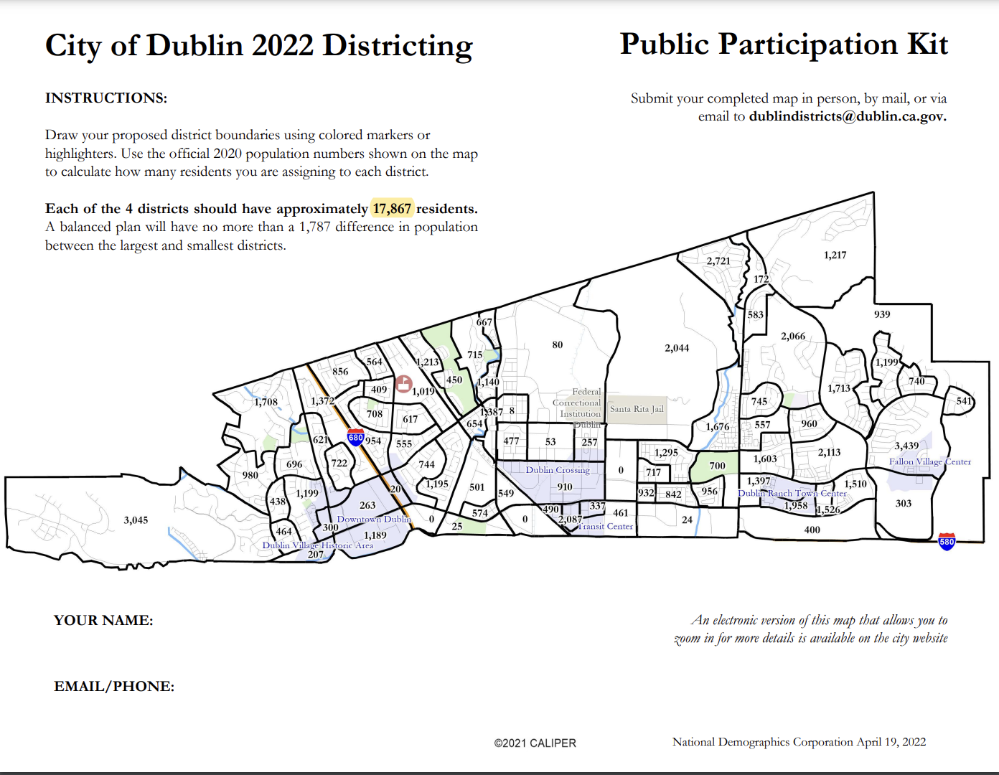 City of Dublin 2022 Districting
Public Participation Kit
INSTRUCTIONS:
Submit your completed map in person, by mail, or via
email to dublindistricts@dublin.ca.gov.
Draw your proposed district boundaries using colored markers or
highlighters. Use the official 2020 population numbers shown on the map
to calculate how many residents you are assigning to each district.
Each of the 4 districts should have approximately 17,867 residents.
A balanced plan will have no more than a 1,787 difference in population
between the largest and smallest districts.
1,217
2,721
172
583
939
667
2,066
80
2,044
715
564
1,213
1,199
856
450
740
1,140
409
1,019
1,713
Federal
Correctional
Institution
Dublin
Santa Rita Jail
1,708
1,372
745
541
708
617
1,387
8
654
1,676
557
960
621
680
954
555
477
53
257
3,439
Fallon Village Center
696
722
744
1,295
1,603
2,113
980
Dublin Crossing
0
717
700
1,195
501
549
910
932
842
956
1,397
1,510
Dublin Ranch Town Center
438
1,199
20
263
Downtown Dublin
574
0
25
0
490
337
2,087
461
Transit Center
24
1,958
1,526
303
3,045
464
300
1,189
Dublin Village Historic Area
207
400
580
YOUR NAME:
An electronic version of this map that allows you to
zoom in for more details is available on the city website
EMAIL/PHONE:
©2021 CALIPER
National Demographics Corporation April 19, 2022